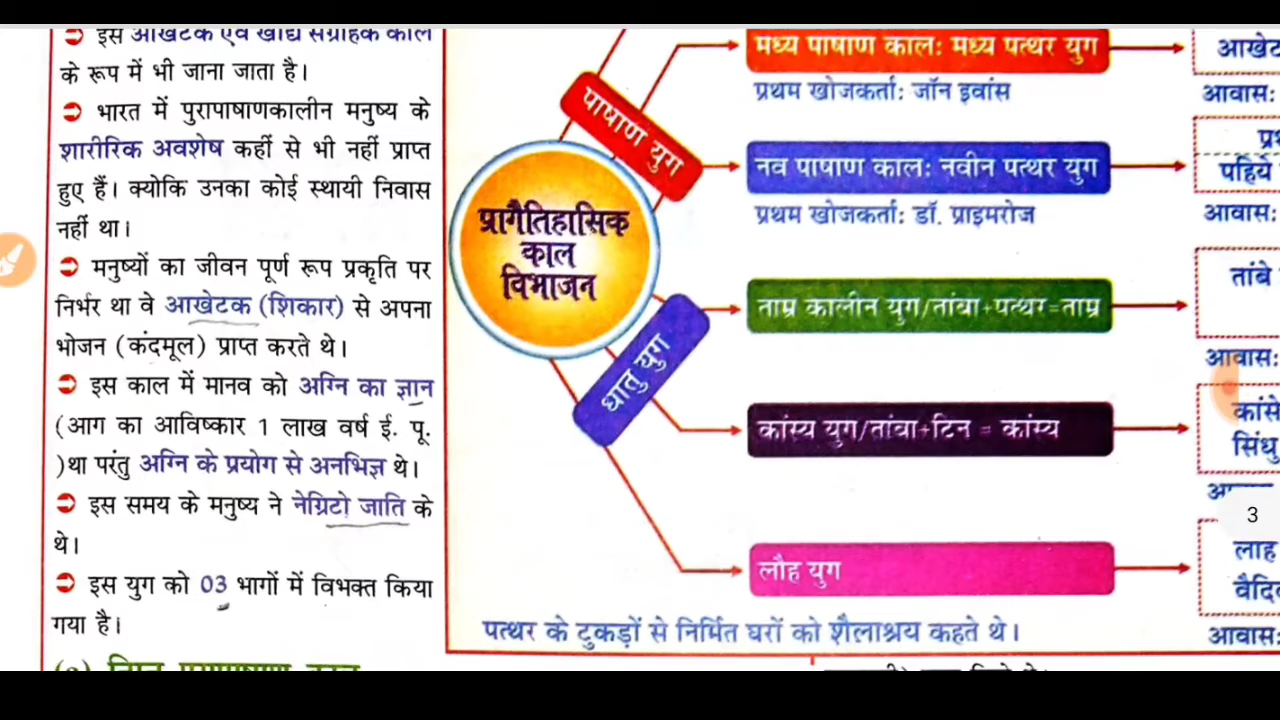 ➲ इस आखेटक एवं खाद्य संग्राहक काल
के रूप में भी जाना जाता है।
➲ भारत में पुरापाषाणकालीन मनुष्य के
शारीरिक अवशेष कहीं से भी नहीं प्राप्त
हुए हैं। क्योकि उनका कोई स्थायी निवास
नहीं था।
➲ मनुष्यों का जीवन पूर्ण रूप प्रकृति पर
निर्भर था वे आखेटक (शिकार) से अपना
भोजन (कंदमूल) प्राप्त करते थे।
➲ इस काल में मानव को अग्नि का ज्ञान
(आग का आविष्कार 1 लाख वर्ष ई. पू.
)था परंतु अग्नि के प्रयोग से अनभिज्ञ थे।
➲ इस समय के मनुष्य ने नेग्रिटो जाति के
थे।
➲ इस युग को 03 भागों में विभक्त किया
गया है।
प्रागैतिहासिक
काल
विभाजन
पाषाण युग
मध्य पाषाण काल: मध्य पत्थर युग
प्रथम खोजकर्ता: जॉन इवांस
नव पाषाण काल: नवीन पत्थर युग
प्रथम खोजकर्ता: डॉ. प्राइमरोज
धातु युग
ताम्र कालीन युग/तांबा+पत्थर=ताम्र
कांस्य युग/तांबा+टिन = कांस्य
लौह युग
पत्थर के टुकड़ों से निर्मित घरों को शैलाश्रय कहते थे।
आवास:
पहिये
आवास:
तांबे
आवास:
कांसे
सिंधु
3
लाह
आवास: